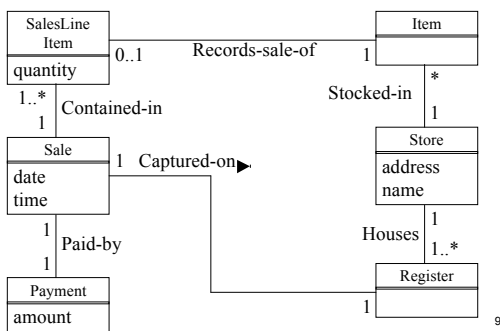 SalesLine
Item
quantity
0..1
Records-sale-of
1
Item
1..*
Contained-in
1
*
Stocked-in
1
Sale
date
time
1
Captured-on
Store
address
name
1
Paid-by
1
1
Houses
1..*
Payment
amount
1
Register
9